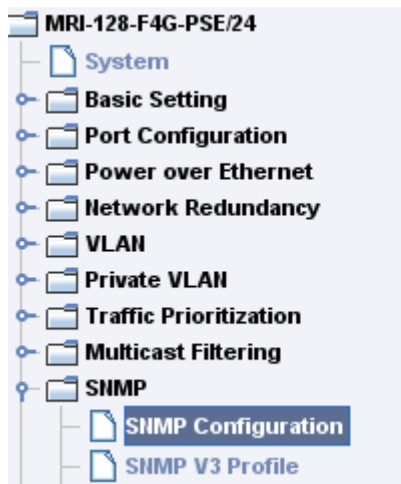 MRI-128-F4G-PSE/24
System
Basic Setting
Port Configuration
Power over Ethernet
Network Redundancy
VLAN
Private VLAN
Traffic Prioritization
Multicast Filtering
SNMP
SNMP Configuration
SNMP V3 Profile